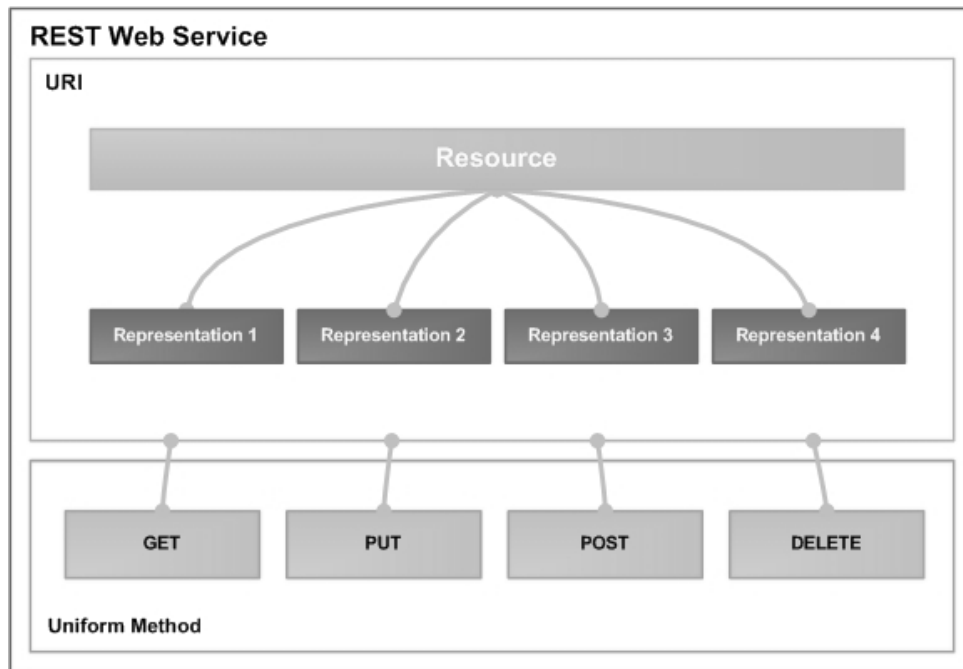 REST Web Service
URI
Resource
Representation 1
Representation 2
Representation 3
Representation 4
GET
PUT
POST
DELETE
Uniform Method